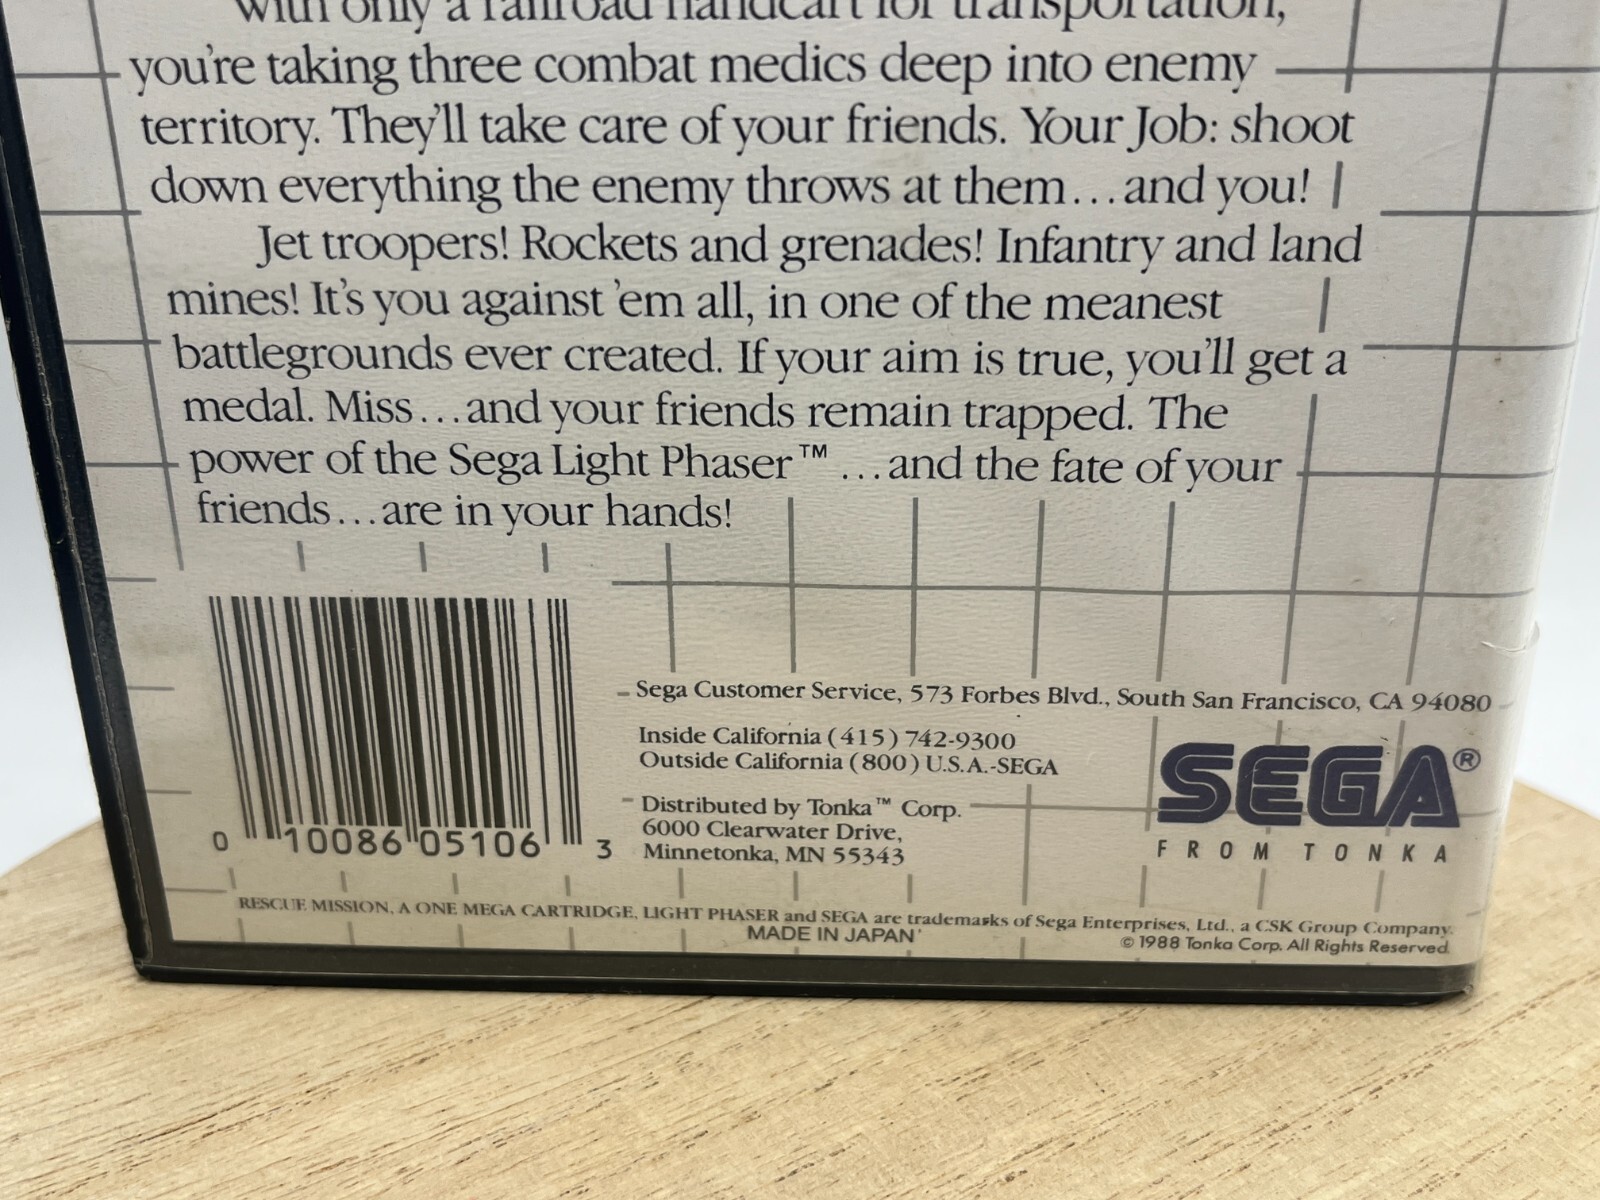 with only a railroad handcart for transportation,
you're taking three combat medics deep into enemy
territory. They'll take care of your friends. Your Job: shoot
down everything the enemy throws at them...and you!
Jet troopers! Rockets and grenades! Infantry and land
mines! It's you against 'em all, in one of the meanest
battlegrounds ever created. If your aim is true, you'll get a
medal. Miss...and your friends remain trapped. The
power of the Sega Light Phaser™ ...and the fate of your
friends...are in your hands!
Sega Customer Service, 573 Forbes Blvd., South San Francisco, CA 94080
Inside California (415) 742-9300
Outside California (800) U.S.A.-SEGA
Distributed by Tonka™ Corp.
6000 Clearwater Drive,
Minnetonka, MN 55343
SEGA®
FROM TONKA
0 10086 05106 3
RESCUE MISSION, A ONE MEGA CARTRIDGE, LIGHT PHASER and SEGA are trademarks of Sega Enterprises, Ltd., a CSK Group Company.
MADE IN JAPAN
© 1988 Tonka Corp. All Rights Reserved.